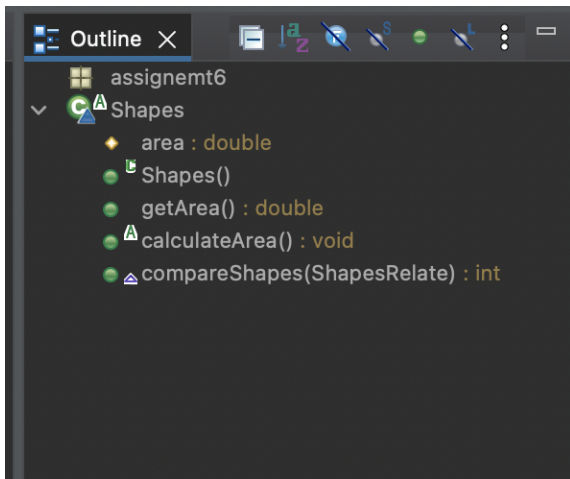 Outline
assignemt6
Shapes
area : double
Shapes()
getArea() : double
calculateArea() : void
compareShapes(ShapesRelate) : int